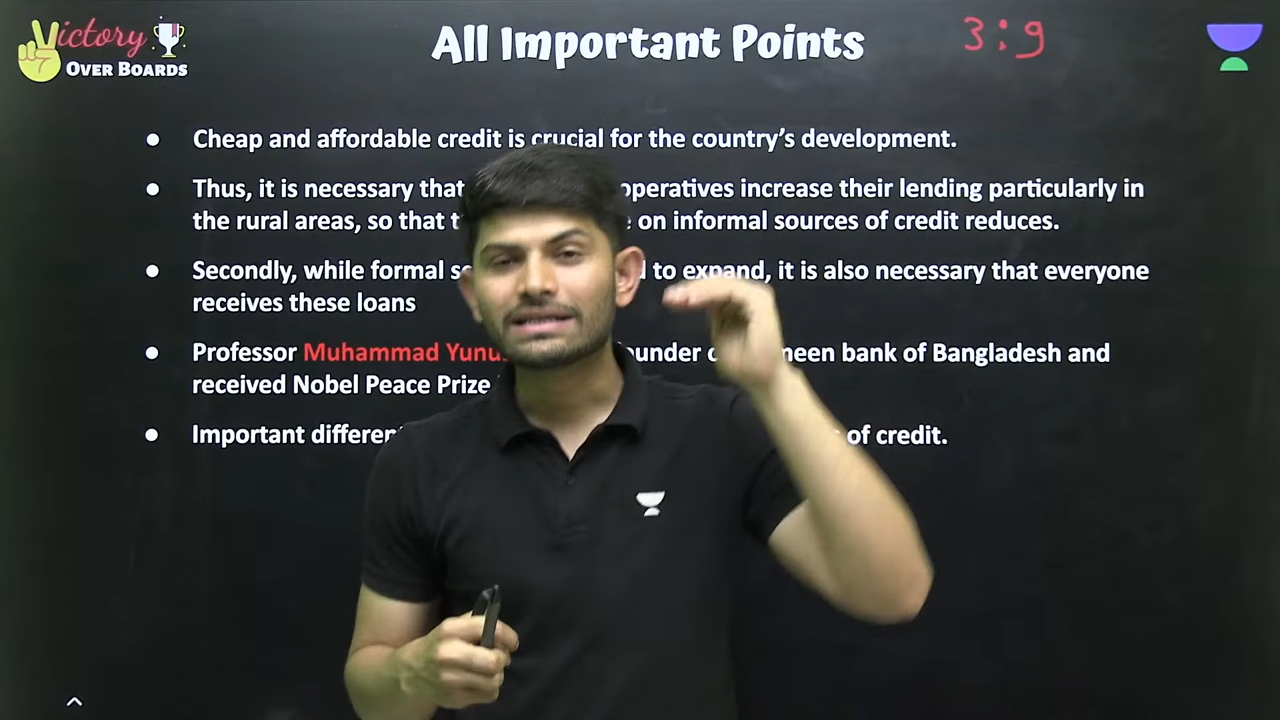 Victory
OVER BOARDS
All Important Points
3:9
Cheap and affordable credit is crucial for the country's development.
Thus, it is necessary that operatives increase their lending particularly in
the rural areas, so that on informal sources of credit reduces.
Secondly, while formal to expand, it is also necessary that everyone
receives these loans
Professor Muhammad Yunus bank of Bangladesh and
received Nobel Peace Prize
Important of credit.